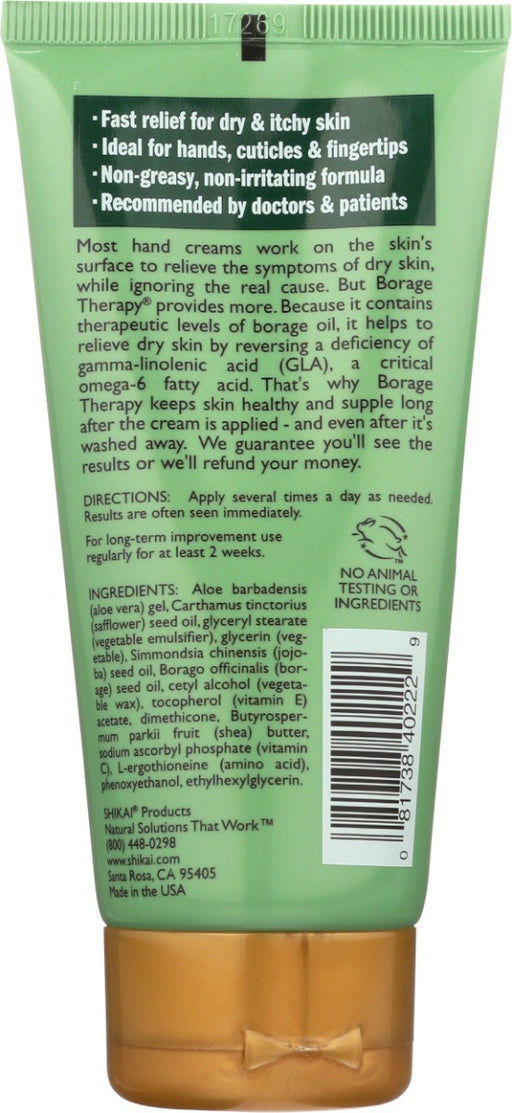 17269
• Fast relief for dry & itchy skin
• Ideal for hands, cuticles & fingertips
• Non-greasy, non-irritating formula
• Recommended by doctors & patients
Most hand creams work on the skin's
surface to relieve the symptoms of dry skin,
while ignoring the real cause. But Borage
Therapy® provides more. Because it contains
therapeutic levels of borage oil, it helps to
relieve dry skin by reversing a deficiency of
gamma-linolenic acid (GLA), a critical
omega-6 fatty acid. That's why Borage
Therapy keeps skin healthy and supple long
after the cream is applied - and even after it's
washed away. We guarantee you'll see the
results or we'll refund your money.
DIRECTIONS: Apply several times a day as needed.
Results are often seen immediately.
For long-term improvement use
regularly for at least 2 weeks.
TM
NO ANIMAL
TESTING OR
INGREDIENTS
INGREDIENTS: Aloe barbadensis
(aloe vera) gel, Carthamus tinctorius
(safflower) seed oil, glyceryl stearate
(vegetable emulsifier), glycerin (veg-
etable), Simmondsia chinensis (jojo-
ba) seed oil, Borago officinalis (bor-
age) seed oil, cetyl alcohol (vegeta-
ble wax), tocopherol (vitamin E)
acetate, dimethicone, Butyrosper-
mum parkii fruit (shea) butter,
sodium ascorbyl phosphate (vitamin
C), L-ergothioneine (amino acid),
phenoxyethanol, ethylhexylglycerin.
0 81738 40222 9
SHIKAI® Products
Natural Solutions That Work™
(800) 448-0298
www.shikai.com
Santa Rosa, CA 95405
Made in the USA